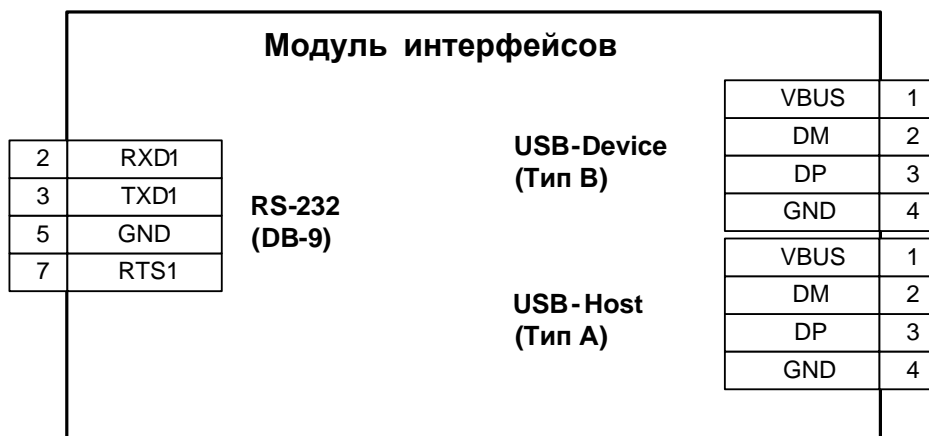 Модуль интерфейсов
2 RXD1
3 TXD1
5 GND
7 RTS1
RS-232
(DB-9)
USB-Device
(Тип B)
VBUS 1
DM 2
DP 3
GND 4
USB-Host
(Тип A)
VBUS 1
DM 2
DP 3
GND 4